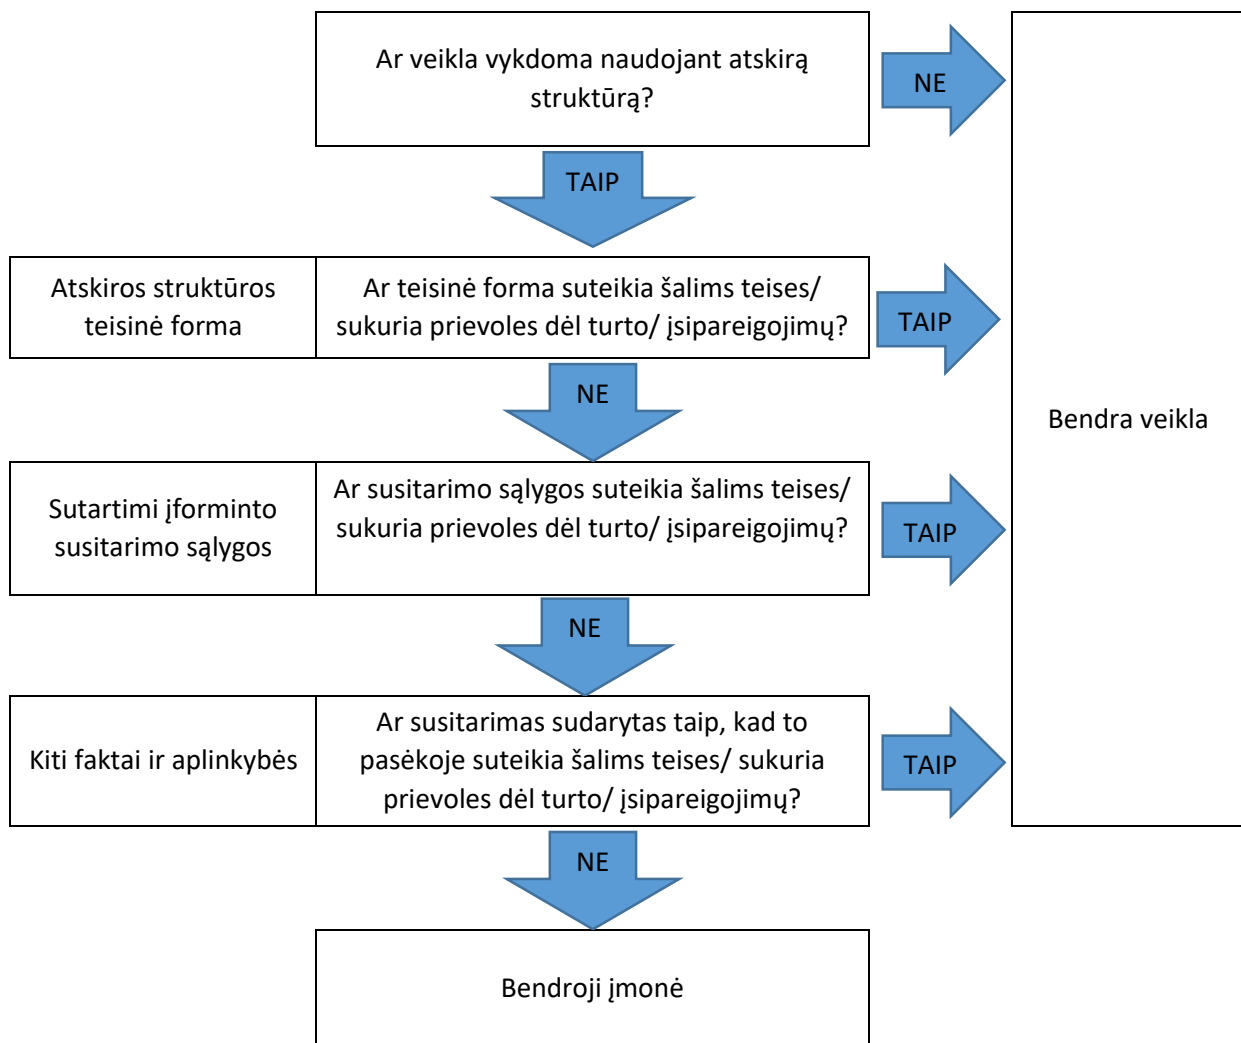 Ar veikla vykdoma naudojant atskirą
struktūrą?
NE
TAIP
Atskiros struktūros
teisinė forma
Ar teisinė forma suteikia šalims teises/
sukuria prievoles dėl turto/ įsipareigojimų?
TAIP
NE
Bendra veikla
Sutartimi įforminto
susitarimo sąlygos
Ar susitarimo sąlygos suteikia šalims teises/
sukuria prievoles dėl turto/ įsipareigojimų?
TAIP
NE
Kiti faktai ir aplinkybės
Ar susitarimas sudarytas taip, kad to
pasėkoje suteikia šalims teises/ sukuria
prievoles dėl turto/ įsipareigojimų?
TAIP
NE
Bendroji įmonė